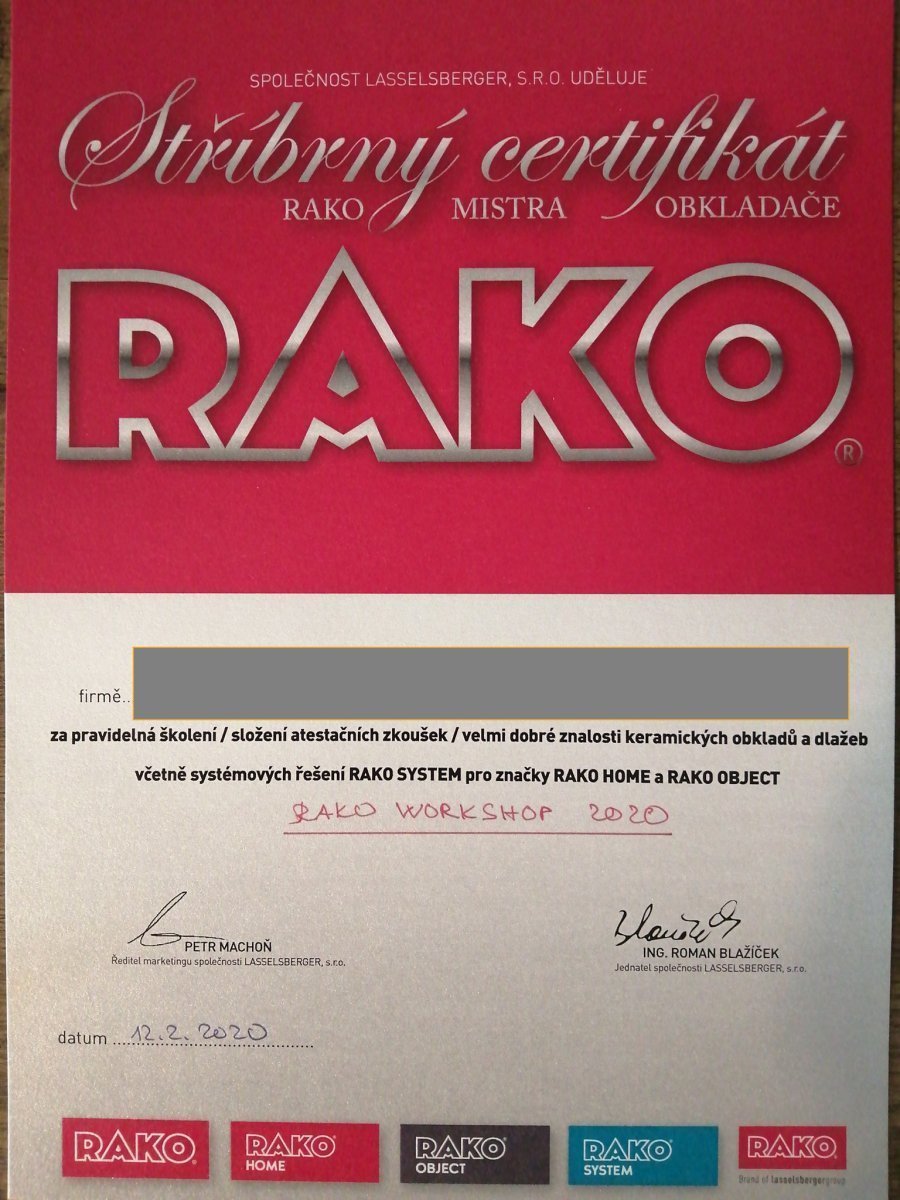 SPOLEČNOST LASSELSBERGER, S.R.O. UDĚLUJE
Stříbrný certifikát
RAKO MISTRA OBKLADAČE
RAKO®
firmě..
za pravidelná školení / složení atestačních zkoušek / velmi dobré znalosti keramických obkladů a dlažeb
včetně systémových řešení RAKO SYSTEM pro značky RAKO HOME a RAKO OBJECT
RAKO WORKSHOP 2020
PETR MACHOŇ
Ředitel marketingu společnosti LASSELSBERGER, s.r.o.
ING. ROMAN BLAŽÍČEK
Jednatel společnosti LASSELSBERGER, s.r.o.
datum ....12.2.2020....
RAKO®
RAKO® HOME
RAKO® OBJECT
RAKO® SYSTEM
RAKO®
Brand of lasselsbergergroup